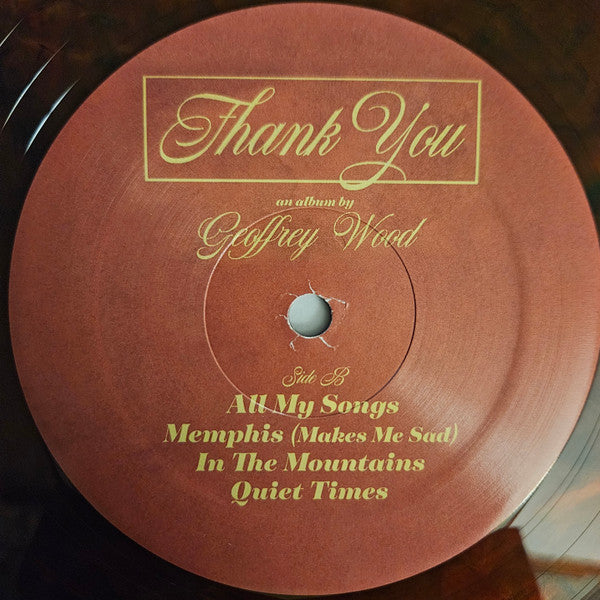 Thank You
an album by
Geoffrey Wood
Side B
All My Songs
Memphis (Makes Me Sad)
In The Mountains
Quiet Times